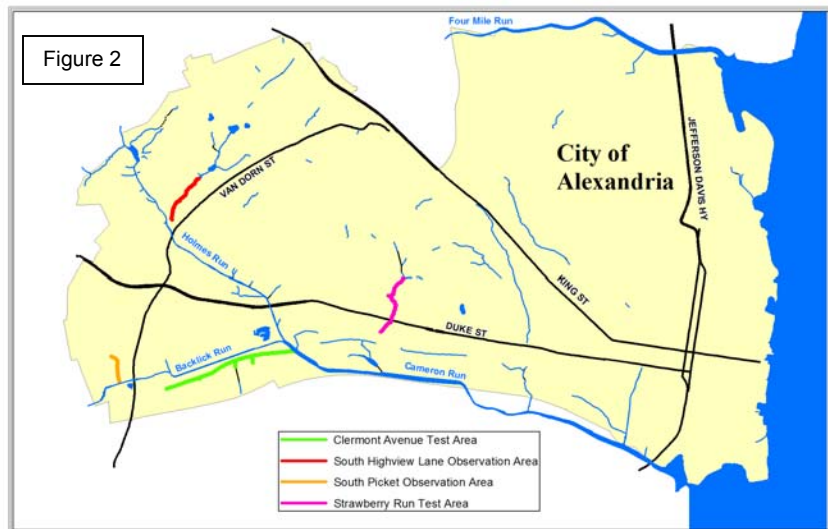 Figure 2
Four Mile Run
JEFFERSON DAVIS HY
City of
Alexandria
VAN DORN ST
Holmes Run
KING ST
DUKE ST
Backlick Run
Cameron Run
Clermont Avenue Test Area
South Highview Lane Observation Area
South Picket Observation Area
Strawberry Run Test Area